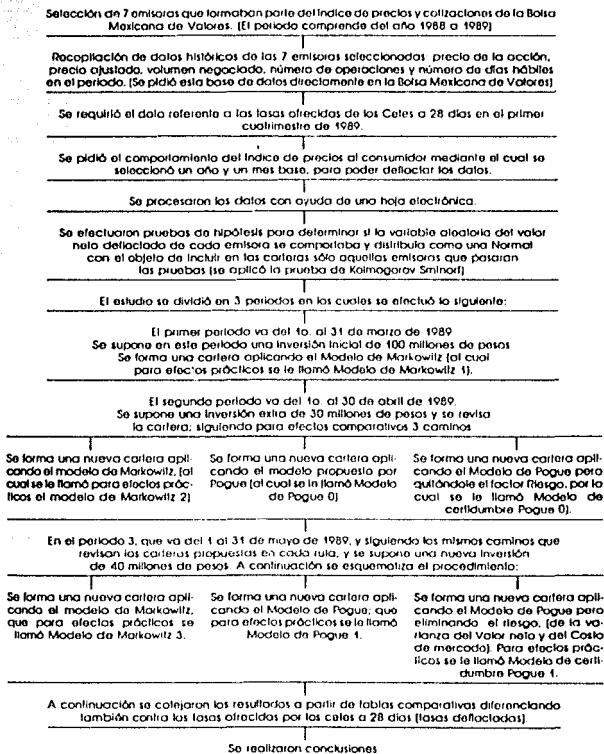 Selección de 7 emisoras que formaban parte del Indice de precios y cotizaciones de la Bolsa
Mexicana de Valores. (El periodo comprende del año 1988 a 1989)
Recopilación de datos históricos de las 7 emisoras seleccionadas: precio de la acción,
precio ajustado, volumen negociado, número de operaciones y número de días hábiles
en el periodo. (Se pidió esta base de datos directamente en la Bolsa Mexicana de Valores)
Se requirió el dato referente a las tasas ofrecidas de los Cetes a 28 días en el primer
cuatrimestre de 1989.
Se pidió el comportamiento del Indice de precios al consumidor mediante el cual se
seleccionó un año y un mes base, para poder deflactar los datos.
Se procesaron los datos con ayuda de una hoja electrónica.
Se efectuaron pruebas de hipótesis para determinar si la variable aleatoria del valor
neto deflactado de cada emisora se comportaba y distribuía como una Normal
con el objeto de incluir en las carteras sólo aquellas emisoras que pasaran
las pruebas (se aplicó la prueba de Kolmogorov Sminorf)
El estudio se dividió en 3 periodos en los cuales se efectuó lo siguiente:
El primer periodo va del 1o. al 31 de marzo de 1989
Se supone en este periodo una inversión inicial de 100 millones de pesos
Se forma una cartera aplicando el Modelo de Markowitz (al cual
para efectos prácticos se le llamó Modelo de Markowitz 1).
El segundo periodo va del 1o. al 30 de abril de 1989.
Se supone una inversión extra de 30 millones de pesos y se revisa
la cartera; siguiendo para efectos comparativos 3 caminos
Se forma una nueva cartera apli-
cando el modelo de Markowitz, (al
cual se le llamó para efectos prác-
ticos el modelo de Markowitz 2)
Se forma una nueva cartera apli-
cando el modelo propuesto por
Pogue (al cual se le llamó Modelo
de Pogue 0)
Se forma una nueva cartera apli-
cando el Modelo de Pogue pero
quitándole el factor Riesgo, por lo
cual se le llamó Modelo de
certidumbre Pogue 0).
En el periodo 3, que va del 1 al 31 de mayo de 1989, y siguiendo los mismos caminos que
revisan las carteras propuestas en cada ruta, y se supone una nueva inversión
de 40 millones de pesos. A continuación se esquematiza el procedimiento:
Se forma una nueva cartera apli-
cando el modelo de Markowitz,
que para efectos prácticos se
llamó Modelo de Markowitz 3.
Se forma una nueva cartera apli-
cando el Modelo de Pogue; que
para efectos prácticos se le llamó
Modelo de Pogue 1.
Se forma una nueva cartera apli-
cando el Modelo de Pogue pero
eliminando el riesgo, (de la va-
rianza del Valor neto y del Costo
de mercado). Para efectos prác-
ticos se le llamó Modelo de certi-
dumbre Pogue 1.
A continuación se cotejaron los resultados a partir de tablas comparativas diferenciando
también contra las tasas ofrecidas por los cetes a 28 días (tasas deflactadas).
Se realizaron conclusiones